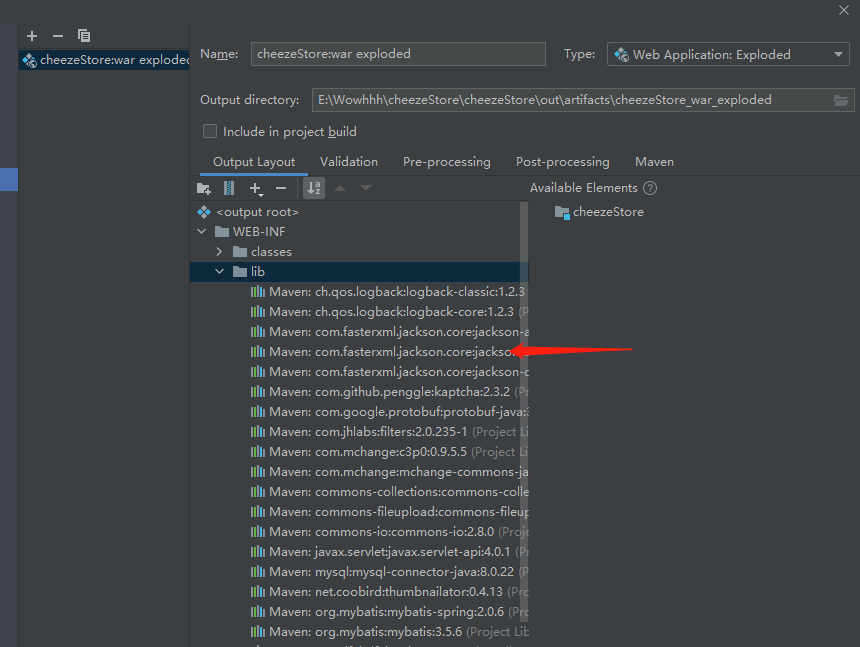 cheezeStore:war exploded
Name: cheezeStore:war exploded Type: Web Application: Exploded
Output directory: E:\Wowhhh\cheezeStore\cheezeStore\out\artifacts\cheezeStore_war_exploded
Include in project build
Output Layout Validation Pre-processing Post-processing Maven
Available Elements ?
<output root> cheezeStore
WEB-INF
classes
lib
Maven: ch.qos.logback:logback-classic:1.2.3
Maven: ch.qos.logback:logback-core:1.2.3 (P
Maven: com.fasterxml.jackson.core:jackson-a
Maven: com.fasterxml.jackson.core:jackso
Maven: com.fasterxml.jackson.core:jackson-d
Maven: com.github.penggle:kaptcha:2.3.2 (Pr
Maven: com.google.protobuf:protobuf-java:3
Maven: com.jhlabs:filters:2.0.235-1 (Project Li
Maven: com.mchange:c3p0:0.9.5.5 (Project Li
Maven: com.mchange:mchange-commons-ja
Maven: commons-collections:commons-colle
Maven: commons-fileupload:commons-fileup
Maven: commons-io:commons-io:2.8.0 (Proje
Maven: javax.servlet:javax.servlet-api:4.0.1 (Pr
Maven: mysql:mysql-connector-java:8.0.22 (P
Maven: net.coobird:thumbnailator:0.4.13 (Pro
Maven: org.mybatis:mybatis-spring:2.0.6 (Pro
Maven: org.mybatis:mybatis:3.5.6 (Project Lib